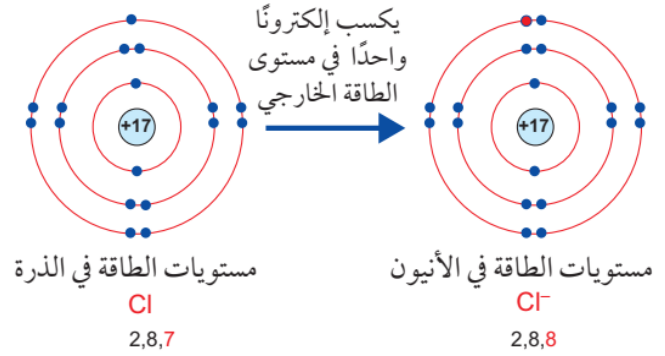 يكسب إلكترونًا
واحدًا في مستوى
الطاقة الخارجي
+17
+17
مستويات الطاقة في الذرة
Cl
2,8,7
مستويات الطاقة في الأنيون
Cl⁻
2,8,8